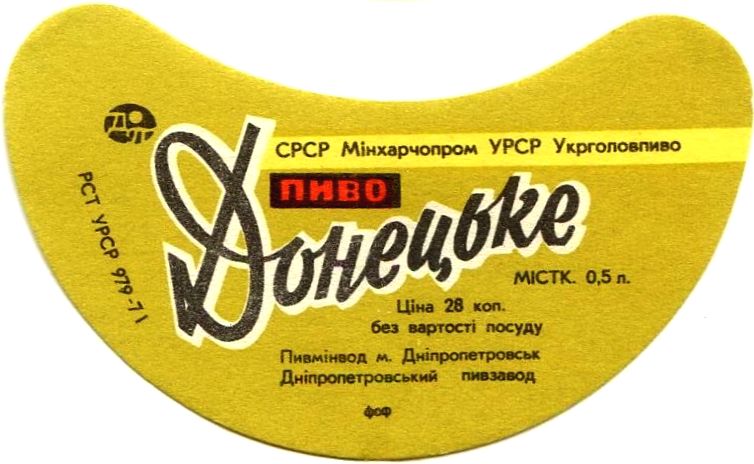 СРСР Мінхарчопром УРСР Укрголовпиво
ПИВО
Донецьке
МІСТК. 0,5 л.
Ціна 28 коп.
без вартості посуду
Пивмінвод м. Дніпропетровськ
Дніпропетровський пивзавод
фоф
РСТ УРСР 979-71